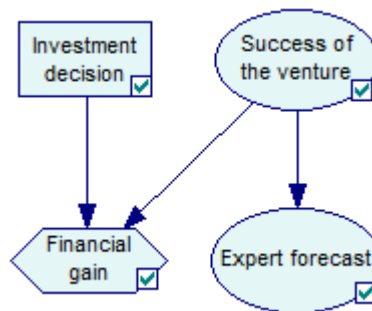 Investment
decision
Success of
the venture
Financial
gain
Expert forecast